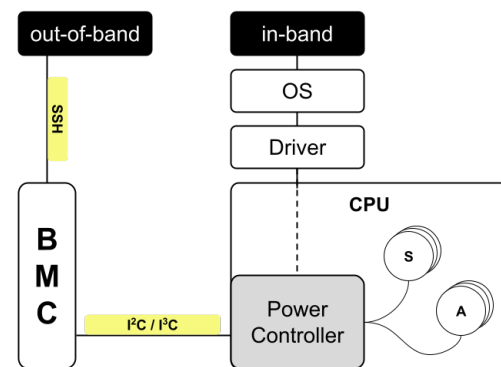 out-of-band
in-band
OS
SSH
Driver
CPU
B
M
C
S
A
Power
Controller
I²C / I³C